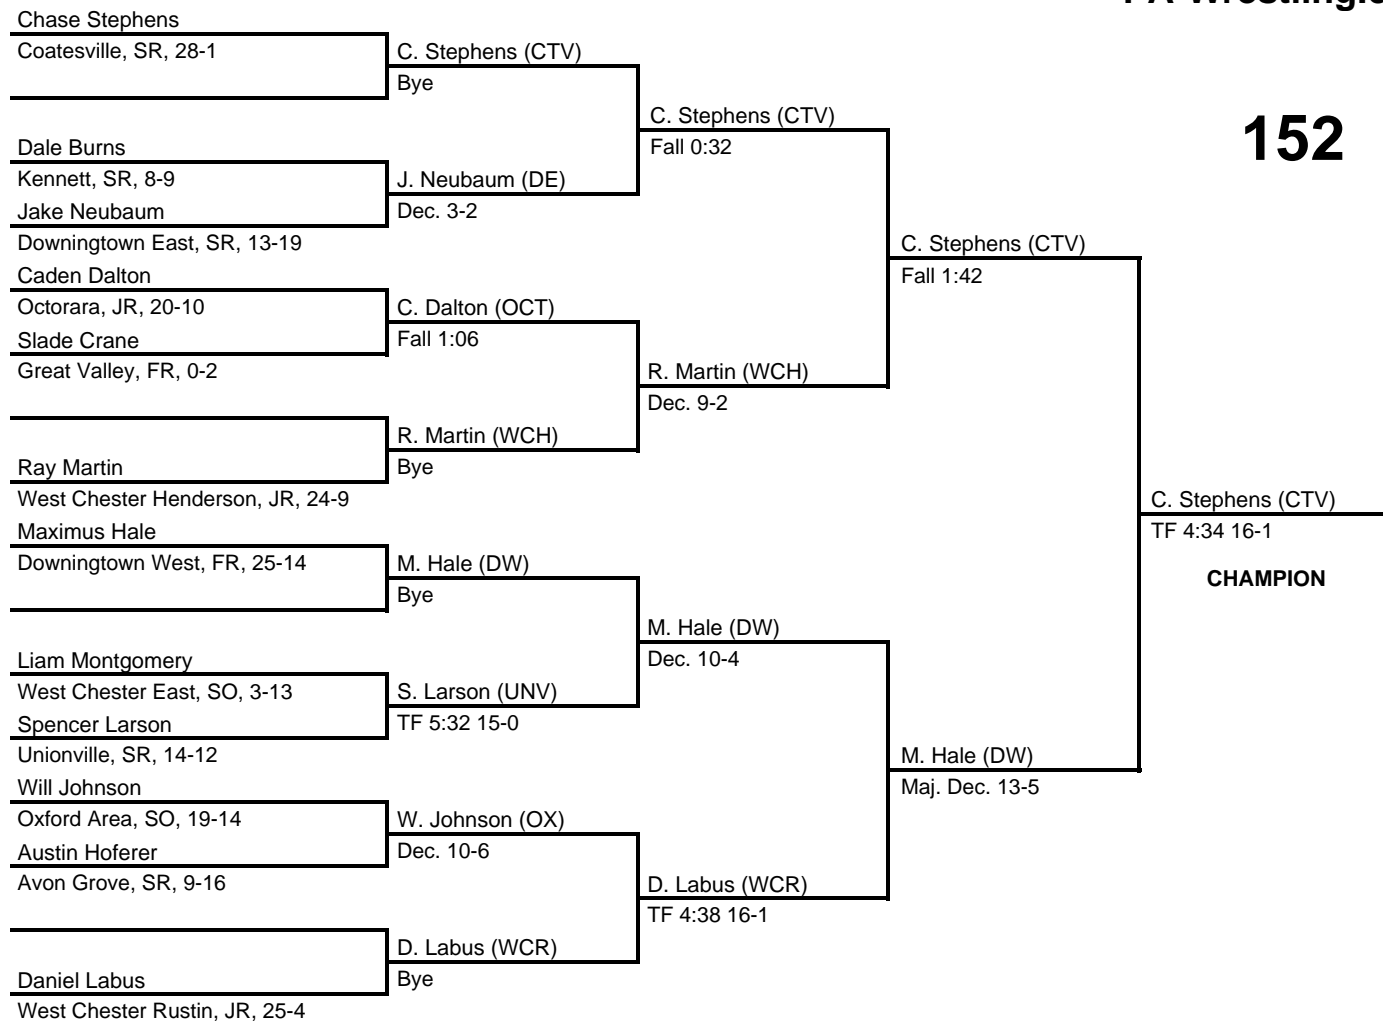 Chase Stephens
Coatesville, SR, 28-1
Dale Burns
Kennett, SR, 8-9
Jake Neubaum
Downingtown East, SR, 13-19
Caden Dalton
Octorara, JR, 20-10
Slade Crane
Great Valley, FR, 0-2
Ray Martin
West Chester Henderson, JR, 24-9
Maximus Hale
Downingtown West, FR, 25-14
Liam Montgomery
West Chester East, SO, 3-13
Spencer Larson
Unionville, SR, 14-12
Will Johnson
Oxford Area, SO, 19-14
Austin Hoferer
Avon Grove, SR, 9-16
Daniel Labus
West Chester Rustin, JR, 25-4
C. Stephens (CTV)
Bye
J. Neubaum (DE)
Dec. 3-2
C. Dalton (OCT)
Fall 1:06
R. Martin (WCH)
Bye
M. Hale (DW)
Bye
S. Larson (UNV)
TF 5:32 15-0
W. Johnson (OX)
Dec. 10-6
D. Labus (WCR)
Bye
C. Stephens (CTV)
Fall 0:32
R. Martin (WCH)
Dec. 9-2
M. Hale (DW)
Dec. 10-4
D. Labus (WCR)
TF 4:38 16-1
C. Stephens (CTV)
Fall 1:42
M. Hale (DW)
Maj. Dec. 13-5
152
C. Stephens (CTV)
TF 4:34 16-1
CHAMPION